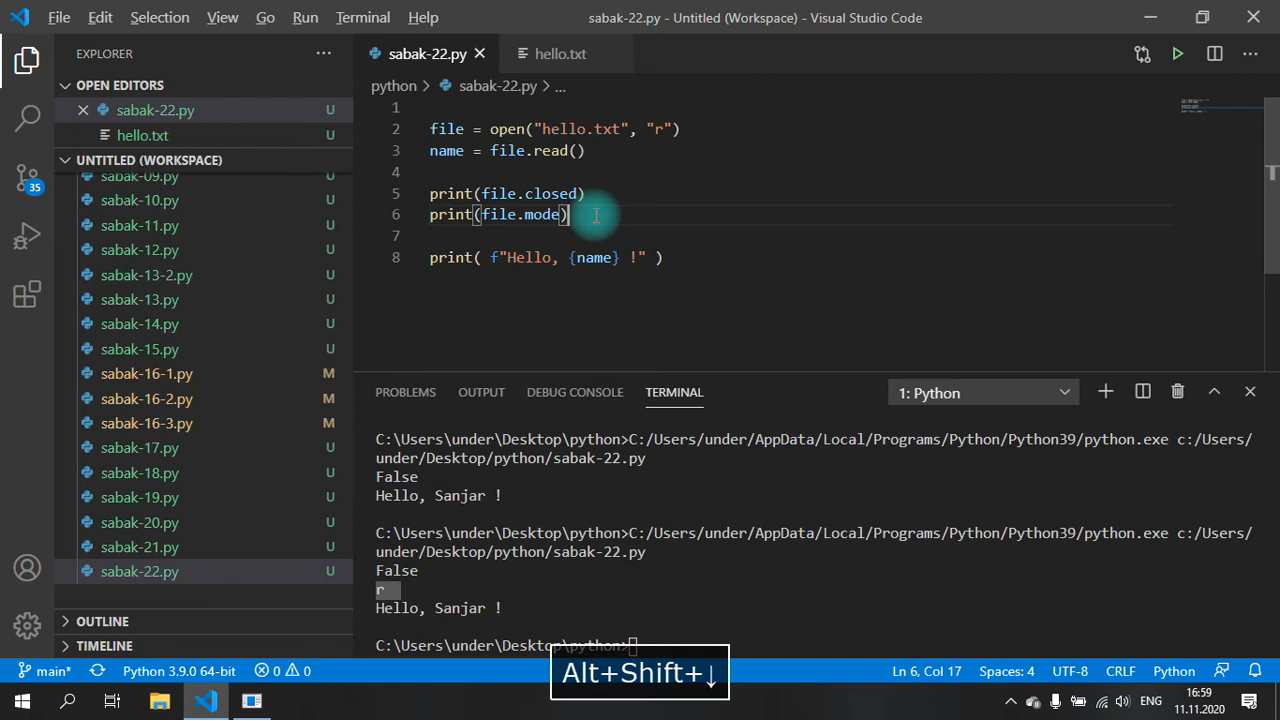 File Edit Selection View Go Run Terminal Help sabak-22.py - Untitled (Workspace) - Visual Studio Code
EXPLORER
OPEN EDITORS
sabak-22.py U
hello.txt U
UNTITLED (WORKSPACE)
sabak-09.py U
sabak-10.py U
sabak-11.py U
sabak-12.py U
sabak-13-2.py U
sabak-13.py U
sabak-14.py U
sabak-15.py U
sabak-16-1.py M
sabak-16-2.py M
sabak-16-3.py M
sabak-17.py U
sabak-18.py U
sabak-19.py U
sabak-20.py U
sabak-21.py U
sabak-22.py U
OUTLINE
TIMELINE
35
sabak-22.py hello.txt
python > sabak-22.py > ...
1
2 file = open("hello.txt", "r")
3 name = file.read()
4
5 print(file.closed)
6 print(file.mode)
7
8 print( f"Hello, {name} !" )
PROBLEMS OUTPUT DEBUG CONSOLE TERMINAL 1: Python
C:\Users\under\Desktop\python>C:/Users/under/AppData/Local/Programs/Python/Python39/python.exe c:/Users/
under/Desktop/python/sabak-22.py
False
Hello, Sanjar !
C:\Users\under\Desktop\python>C:/Users/under/AppData/Local/Programs/Python/Python39/python.exe c:/Users/
under/Desktop/python/sabak-22.py
False
r
Hello, Sanjar !
C:\Users\under\Desktop\python>
Alt+Shift+↓
main* Python 3.9.0 64-bit 0 0 Ln 6, Col 17 Spaces: 4 UTF-8 CRLF Python
ENG 16:59
11.11.2020